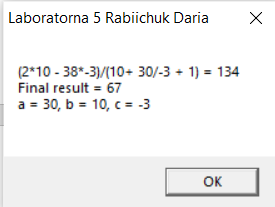 Laboratorna 5 Rabiichuk Daria
(2*10 - 38*-3)/(10+ 30/-3 + 1) = 134
Final result = 67
a = 30, b = 10, c = -3
OK